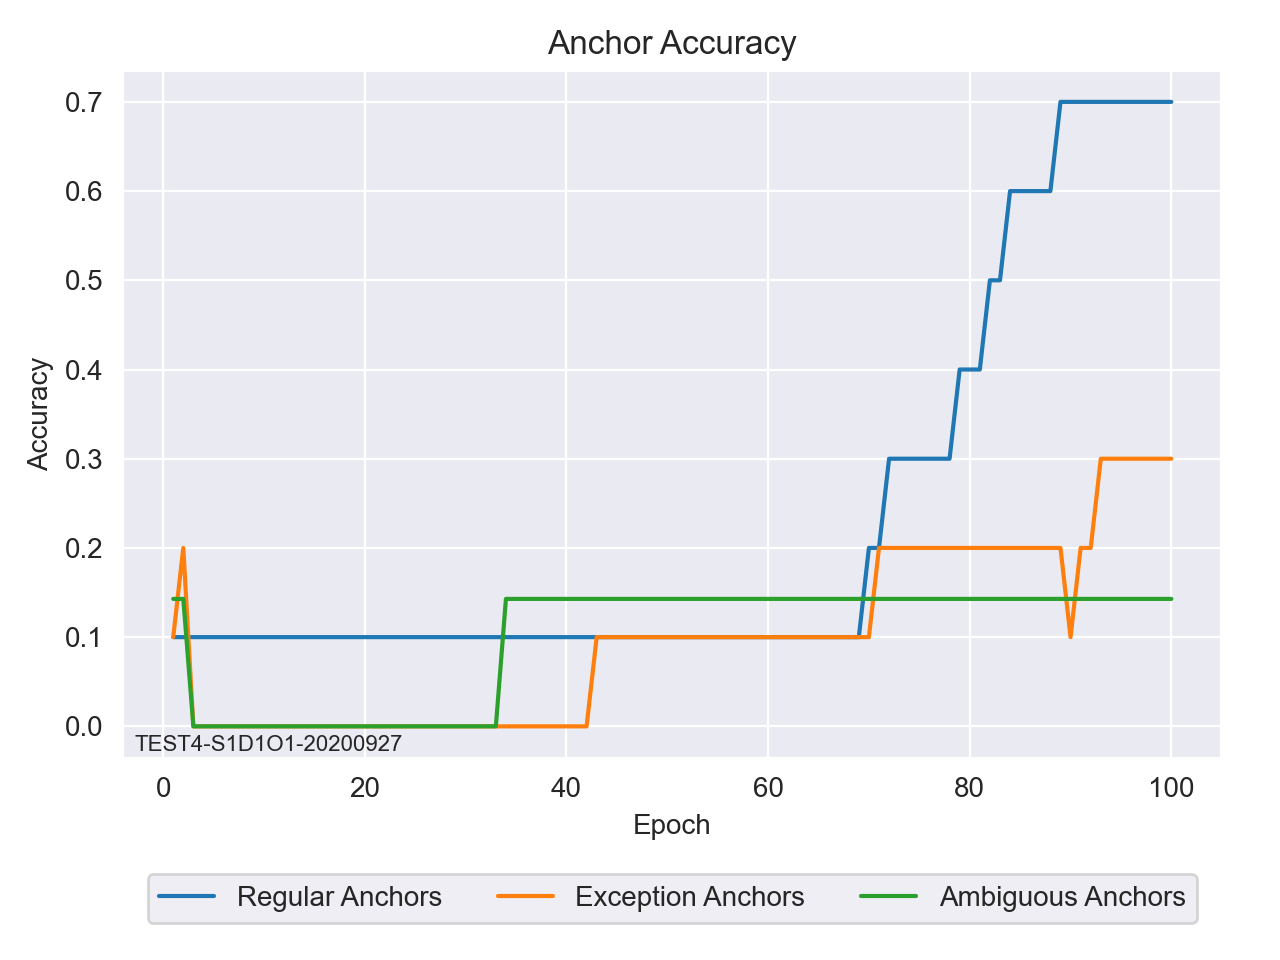 Anchor Accuracy
0.7
0.6
0.5
0.4
0.3
0.2
0.1
0.0
Accuracy
TEST4-S1D1O1-20200927
0 20 40 60 80 100
Epoch
Regular Anchors Exception Anchors Ambiguous Anchors